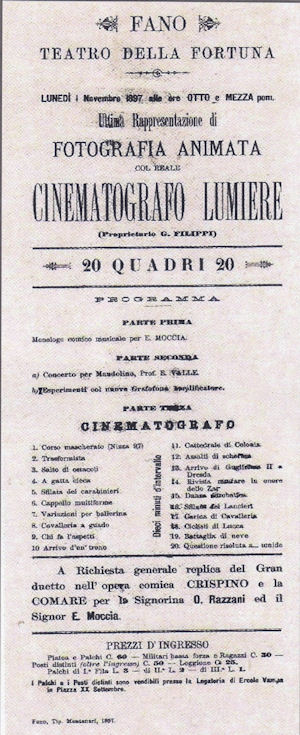 FANO
TEATRO DELLA FORTUNA
LUNEDÌ 1 Novembre 1897 alle ore OTTO e MEZZA pom.
Ultima Rappresentazione di
FOTOGRAFIA ANIMATA
COL REALE
CINEMATOGRAFO LUMIERE
(Proprietario G. FILIPPI)
20 QUADRI 20
PROGRAMMA
PARTE PRIMA
Monologo comico musicale per E. MOCCIA.
PARTE SECONDA
a) Concerto per Mandolino, Prof. R. VALLE.
b) Esperimenti col nuovo Grafofono
PARTE TERZA
CINEMATOGRAFO
1. Corso mascherato (Nizza 97)
2. Trasformista
3. Salto di ostacoli
4. A gatta cieca
5. Sfilata dei carabinieri
6. Cappello multiforme
7. Variazioni per ballerina
8. Cavalleria a guado
9. Chi fa l'aspetti
10 Arrivo d'un treno
Dieci minuti d'intervallo
11. Cattedrale di Colonia
12. Assalti di scherma
13. Arrivo di Guglielmo II a
Dresda
14. Rivista militare in onore
dello Zar
15. Danza
16. Sfilata dei Lancieri
17. Carica di Cavalleria
18. Ciclisti di Lucca
19. Battaglia di neve
20. Questione risoluta a... umido
A Richiesta generale replica del Gran
duetto nell'opera comica CRISPINO e la
COMARE per la Signorina O. Razzani ed il
Signor E. Moccia.
PREZZI D'INGRESSO
Platea e Palchi C. 60 — Militari bassa forza e Ragazzi C. 30 —
Posti distinti (oltre l'ingresso) C. 50 — Loggione C. 25.
Palchi di 1.ª Fila L. 3 — di II.ª L. 2 — di III.ª L. 1.
I Palchi e i Posti distinti sono vendibili presso la Legatoria di Ercole Vampa
in Piazza XX Settembre.
Fano, Tip. Montanari, 1897.